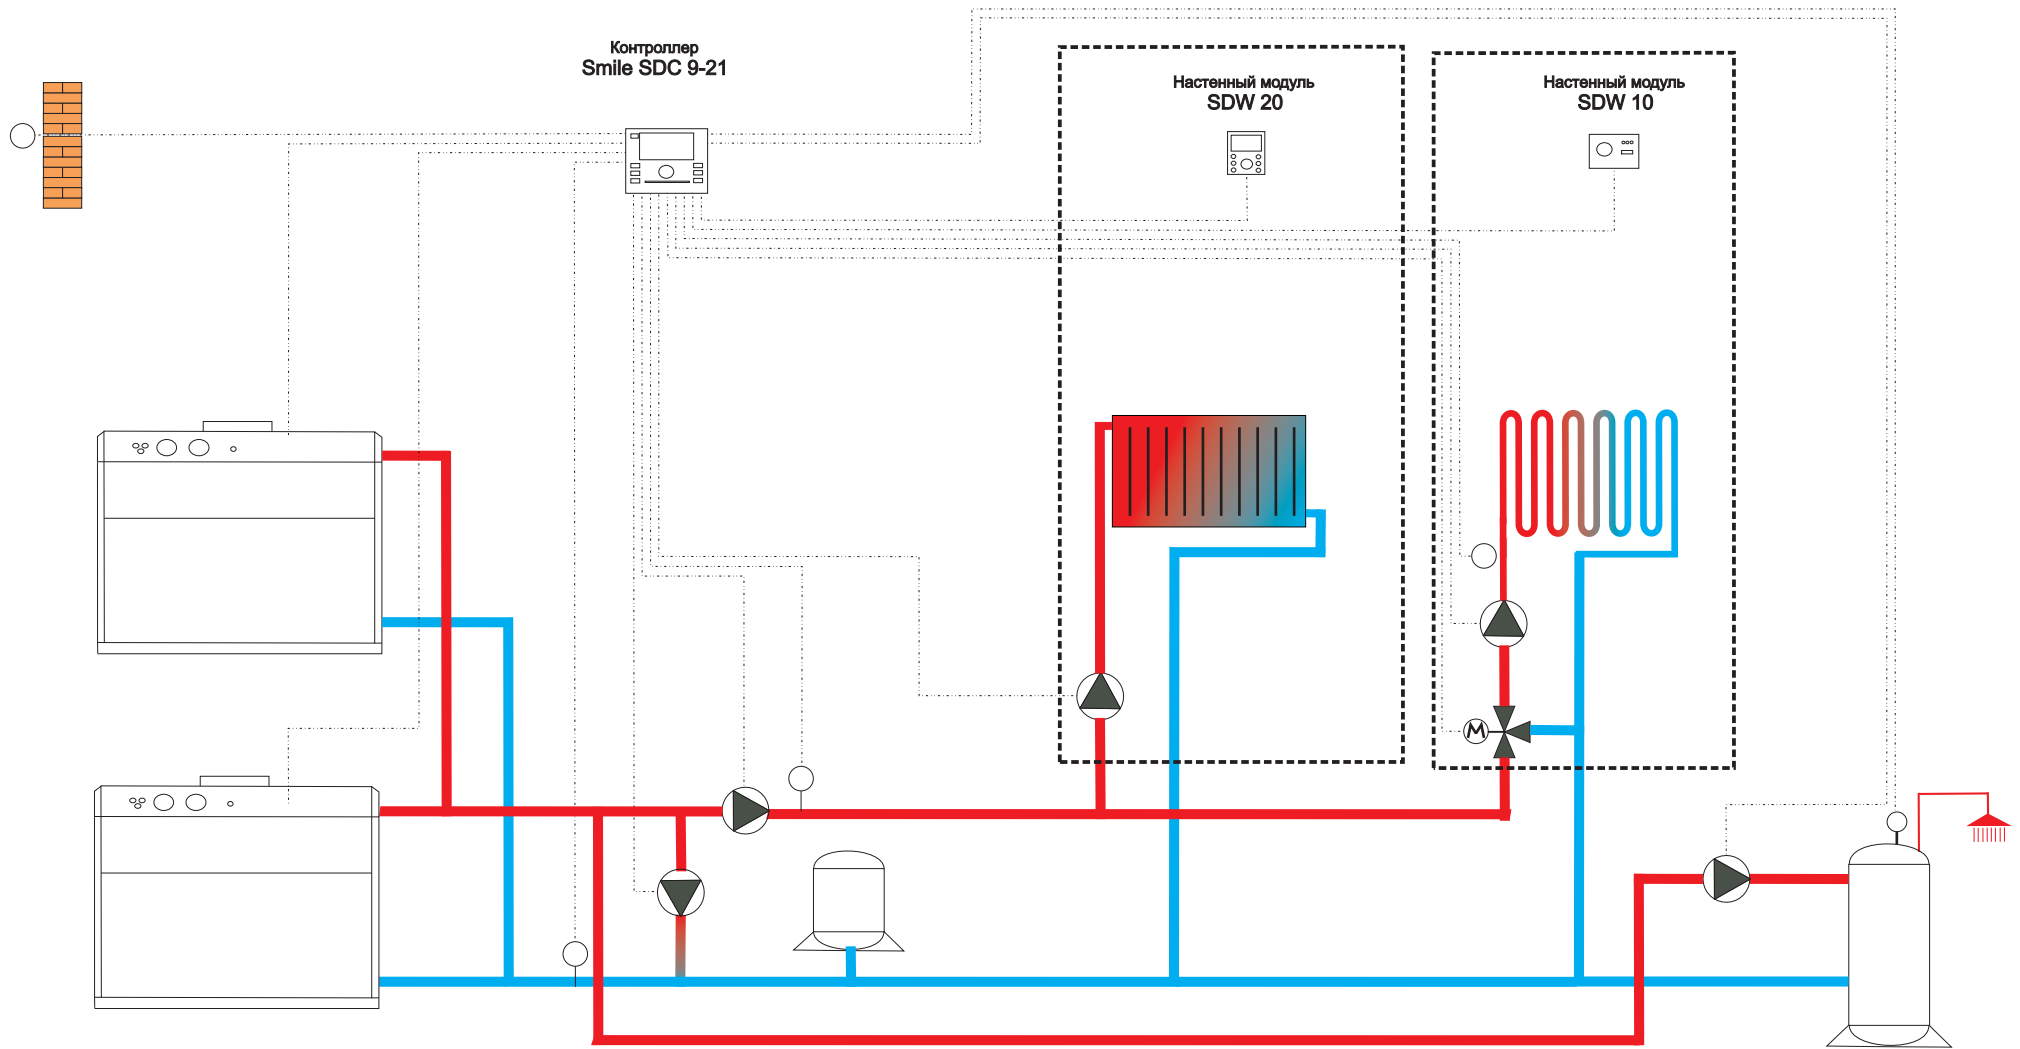 Контроллер
Smile SDC 9-21
Настенный модуль
SDW 20
Настенный модуль
SDW 10
M